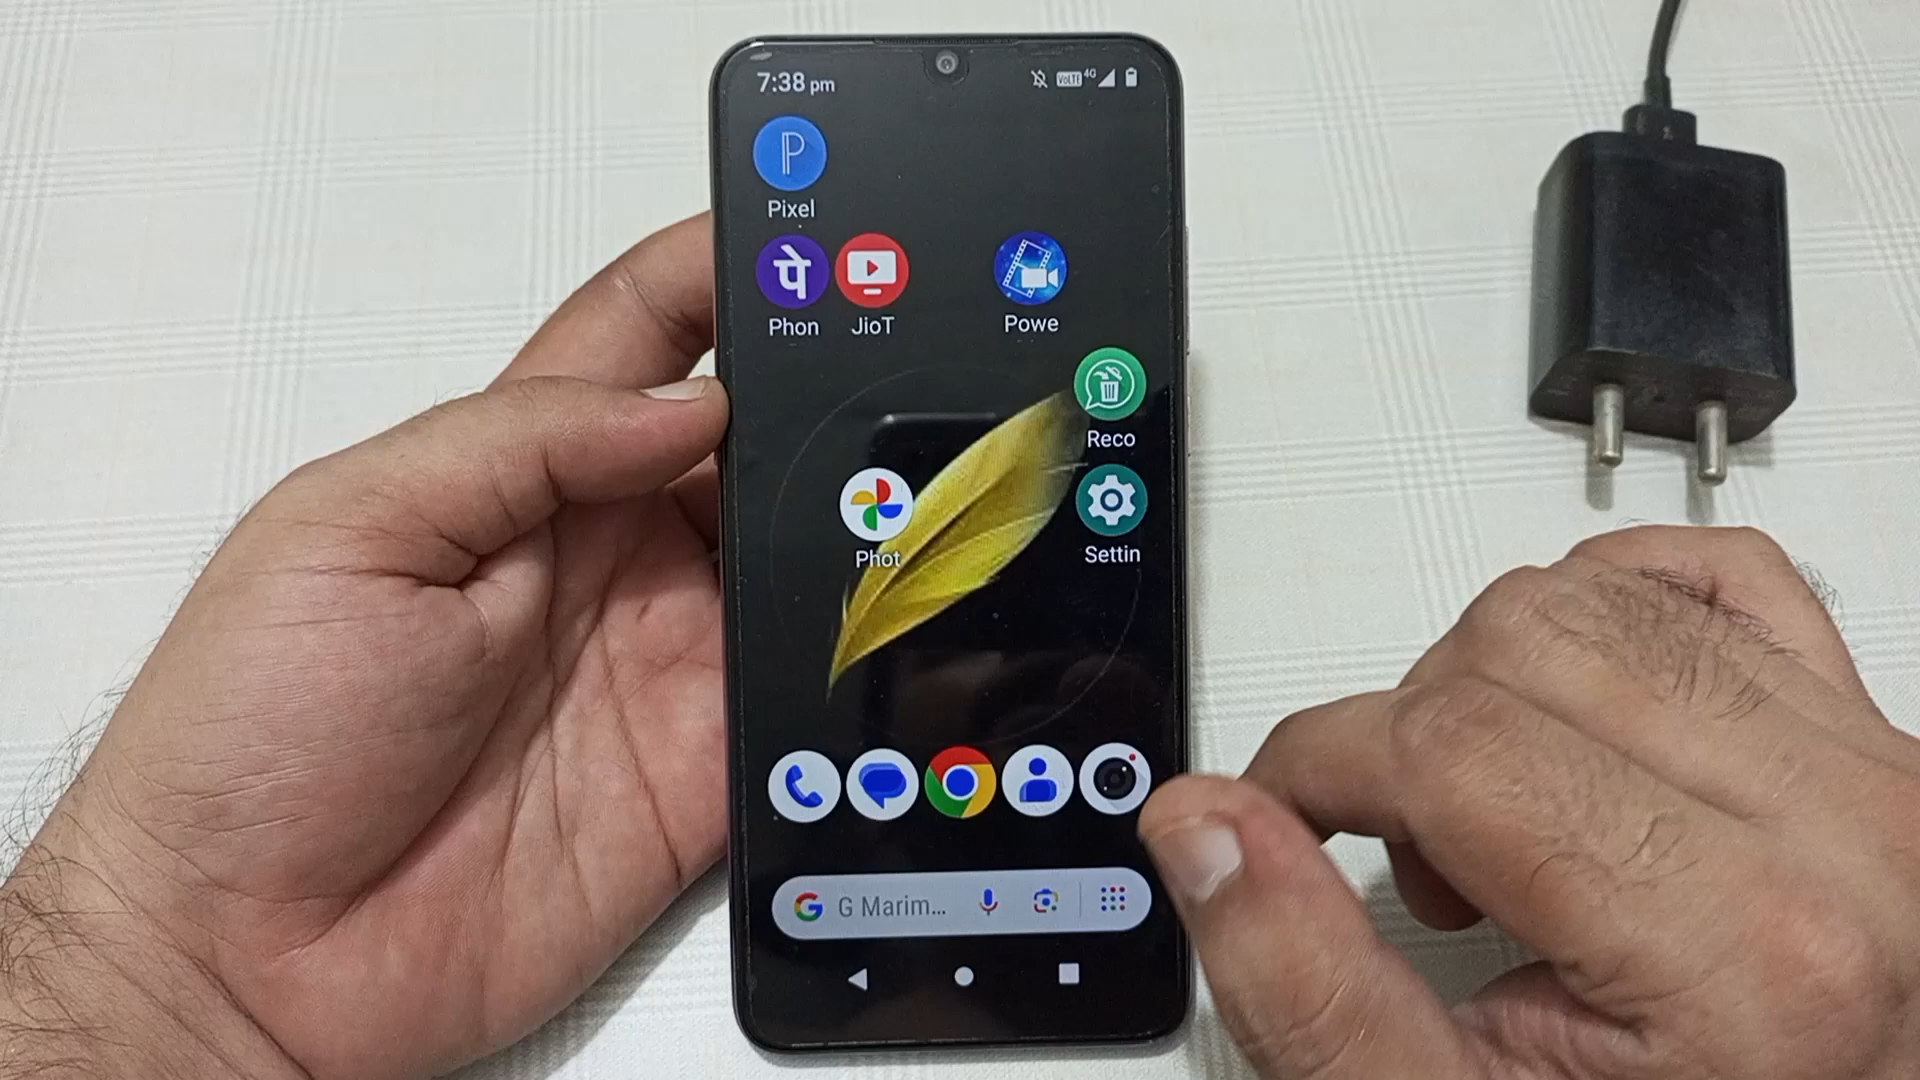 7:38 pm
VoLTE 4G
P
Pixel
पे
Phon JioT Powe
Reco
Phot Settin
G G Marim...